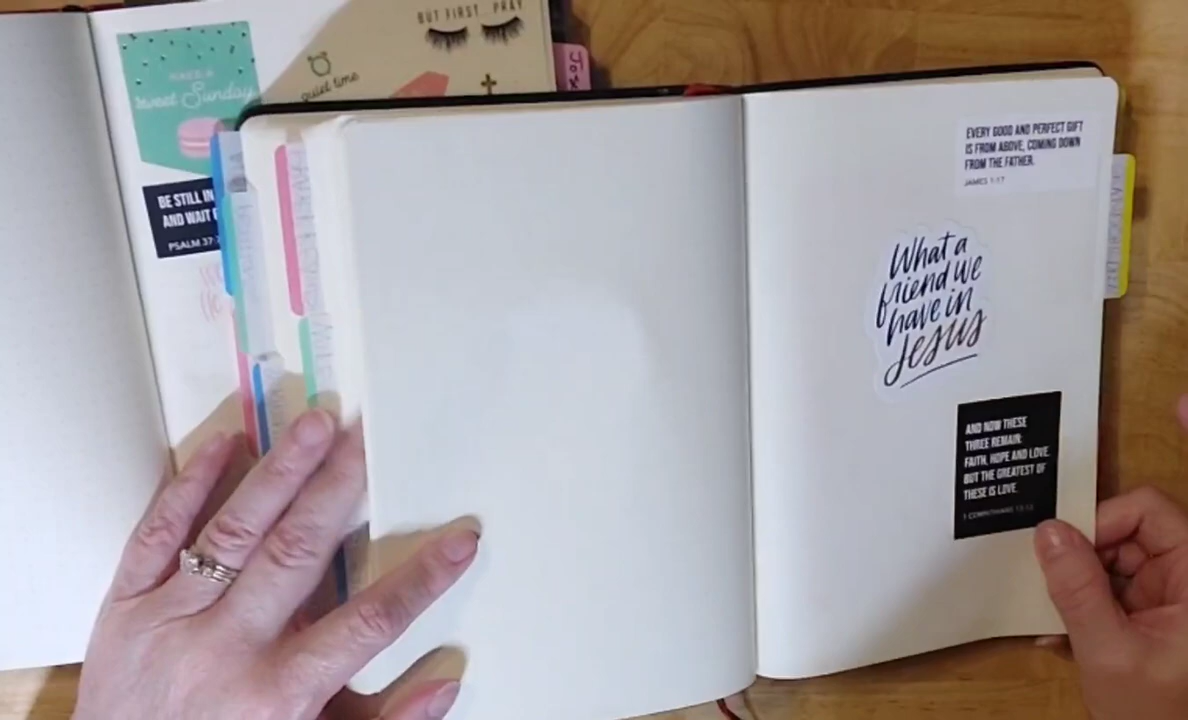 BUT FIRST, PRAY
HAVE A
sweet Sunday
quiet time
BE STILL IN
AND WAIT
PSALM 37:7
EVERY GOOD AND PERFECT GIFT
IS FROM ABOVE, COMING DOWN
FROM THE FATHER.
JAMES 1:17
What a
friend we
have in
Jesus
AND NOW THESE
THREE REMAIN:
FAITH, HOPE AND LOVE.
BUT THE GREATEST OF
THESE IS LOVE.
1 CORINTHIANS 13:13